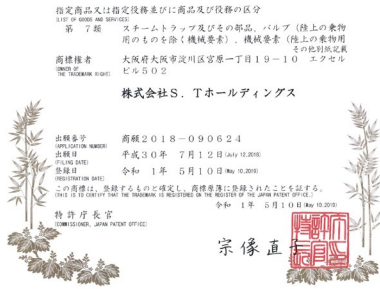 指定商品又は指定役務並びに商品及び役務の区分
(LIST OF GOODS AND SERVICES)
第 7類 スチームトラップ及びその部品、バルブ(陸上の乗物
用のものを除く機械要素)、機械要素(陸上の乗物用
その他別紙記載
商標権者 大阪府大阪市淀川区宮原一丁目19-10 エクセル
(OWNER OF THE TRADEMARK RIGHT) ビル502
株式会社S.Tホールディングス
出願番号 商願2018-090624
(APPLICATION NUMBER)
出願日 平成30年 7月12日(July 12,2018)
(FILING DATE)
登録日 令和 1年 5月10日(May 10,2019)
(REGISTRATION DATE)
この商標は、登録するものと確定し、商標原簿に登録されたことを証する。
(THIS IS TO CERTIFY THAT THE TRADEMARK IS REGISTERED ON THE REGISTER OF THE JAPAN PATENT OFFICE.)
令和 1年 5月10日(May 10,2019)
特許庁長官
(COMMISSIONER, JAPAN PATENT OFFICE)
宗像直子